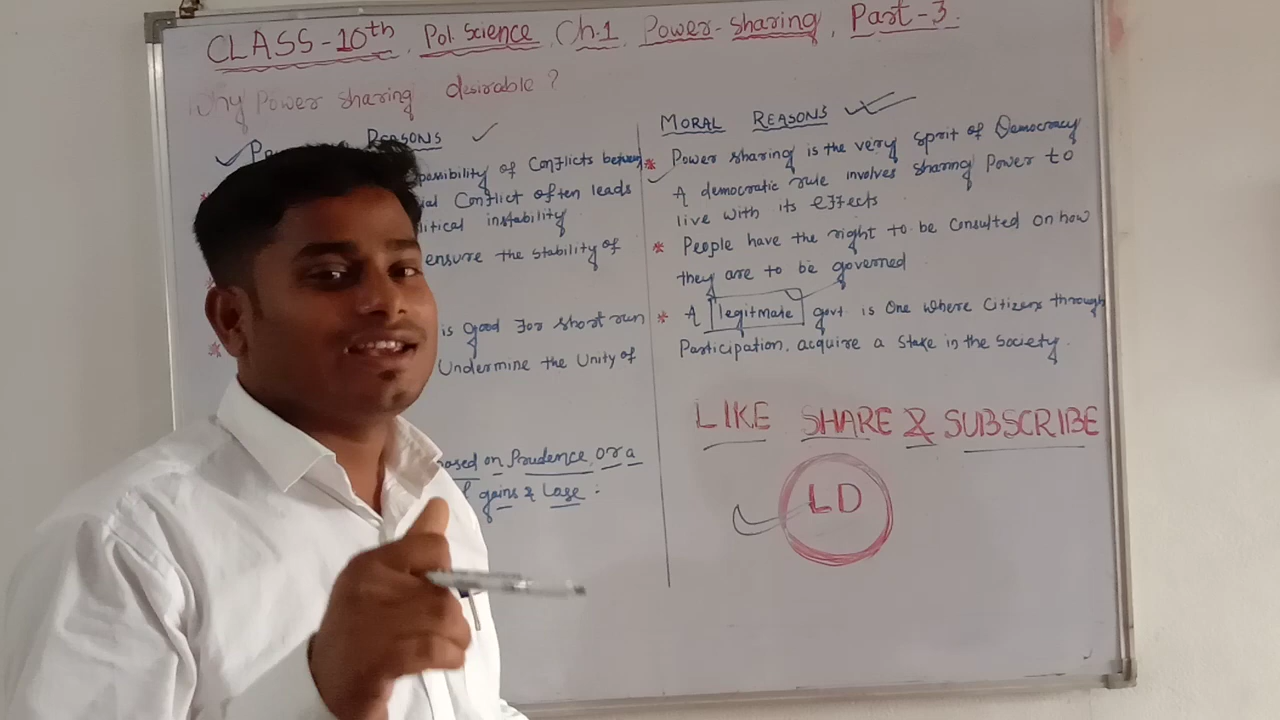 CLASS-10th, Pol. Science, Ch.1, Power-sharing, Part-3.
Why Power sharing desirable?
REASONS
possibility of Conflicts between
Conflict often leads
instability
ensure the stability of
is good for short run
Undermine the Unity of
based on Prudence, or a
gains & Lose :
MORAL REASONS
* Power sharing is the very sprit of Democracy
A democratic rule involves sharing Power to
live with its effects
* People have the right to be Consulted on how
they are to be governed
* A legitmate govt. is One where Citizens through
Participation, acquire a stake in the Society.
LIKE SHARE & SUBSCRIBE
LD